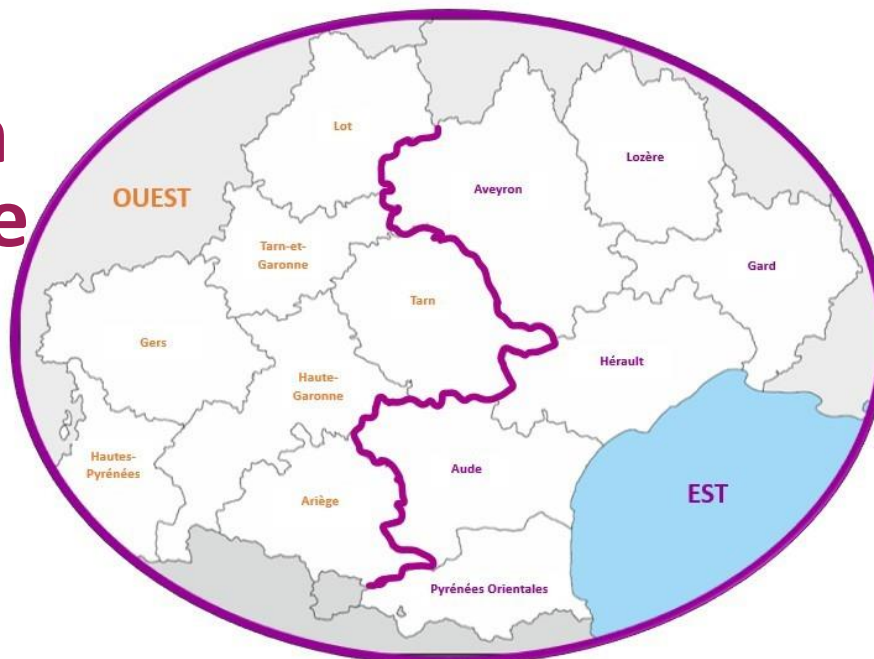 Lot
Lozère
Aveyron
OUEST
Tarn-et-
Garonne
Gard
Tarn
Gers
Hérault
Haute-
Garonne
Hautes-
Pyrénées
Aude
EST
Ariège
Pyrénées Orientales